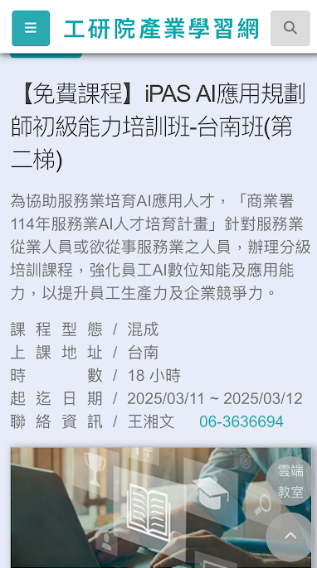 工研院產業學習網
【免費課程】iPAS AI應用規劃
師初級能力培訓班-台南班(第
二梯)
為協助服務業培育AI應用人才，「商業署
114年服務業AI人才培育計畫」針對服務業
從業人員或欲從事服務業之人員，辦理分級
培訓課程，強化員工AI數位知能及應用能
力，以提升員工生產力及企業競爭力。
課程型態 / 混成
上課地址 / 台南
時數 / 18 小時
起迄日期 / 2025/03/11 ~ 2025/03/12
聯絡資訊 / 王湘文 06-3636694
雲端
教室